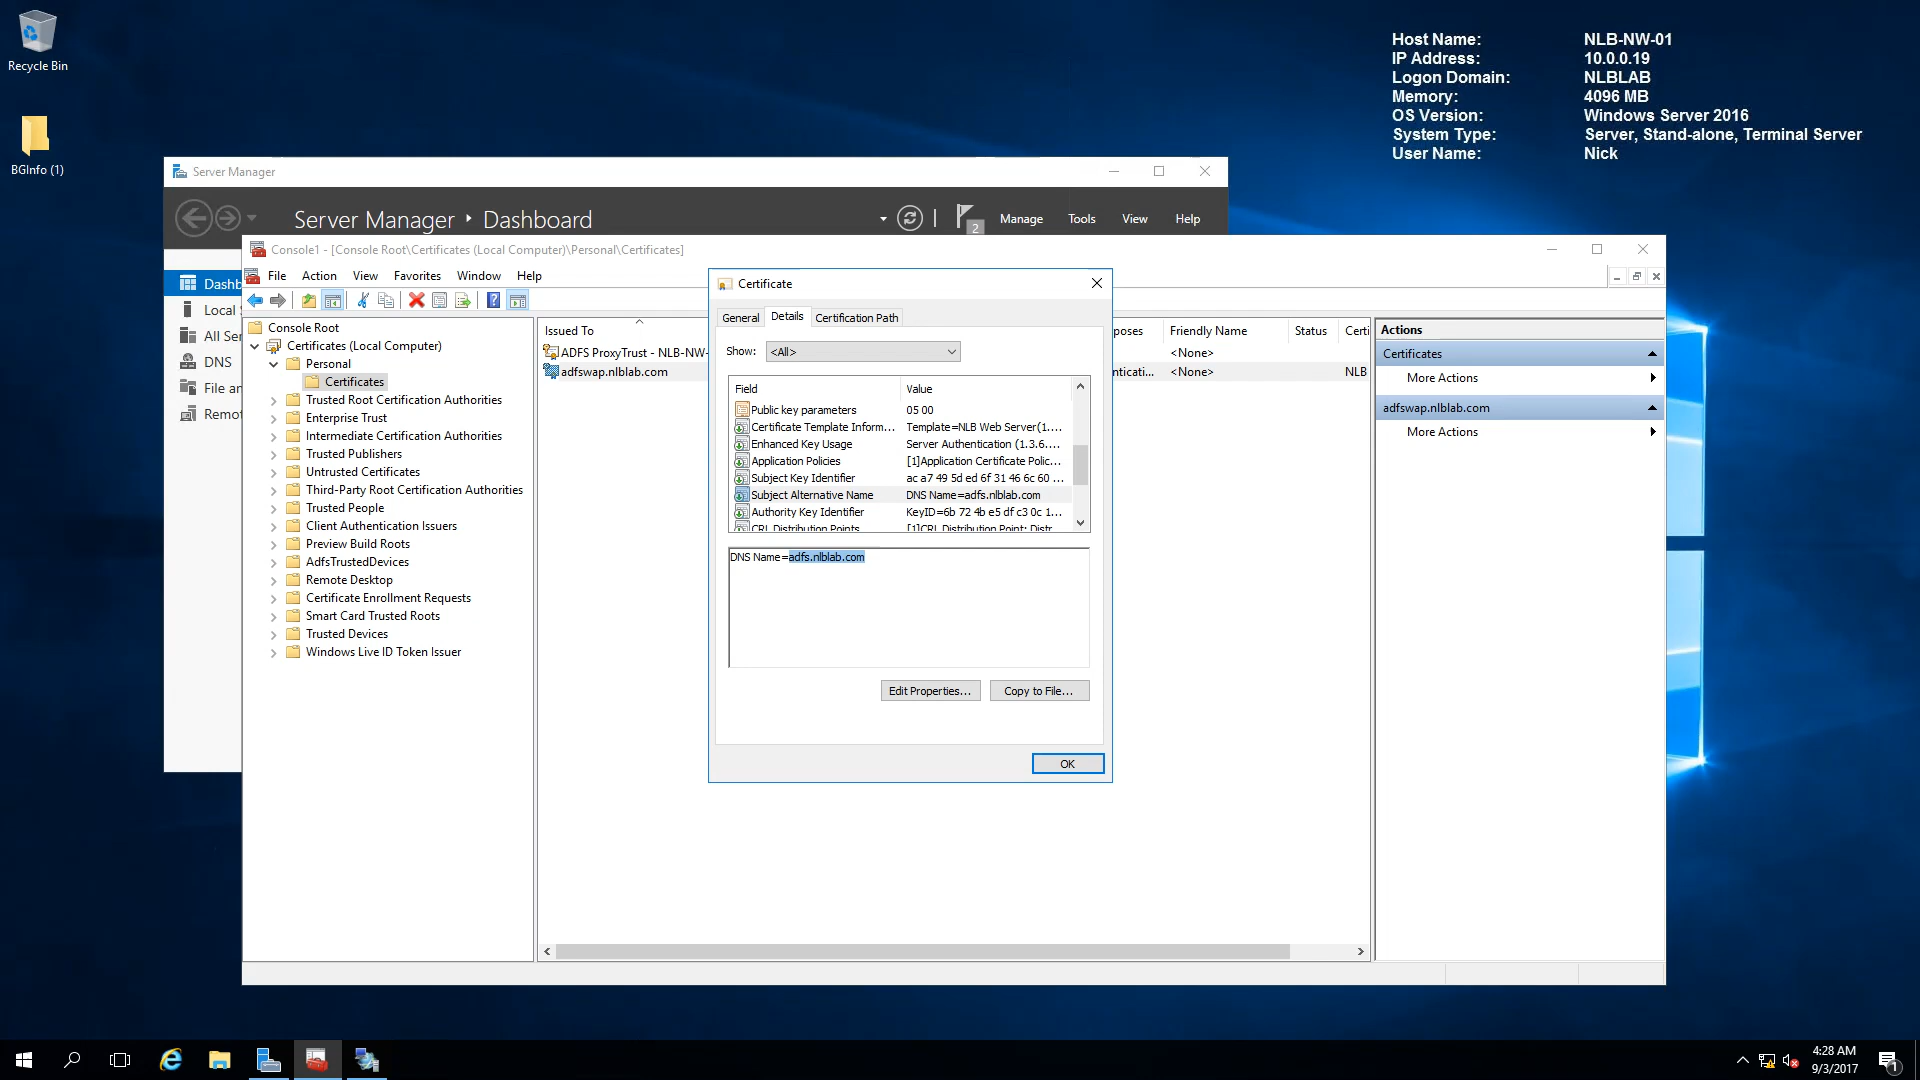 Recycle Bin
BGInfo (1)
Host Name: NLB-NW-01
IP Address: 10.0.0.19
Logon Domain: NLBLAB
Memory: 4096 MB
OS Version: Windows Server 2016
System Type: Server, Stand-alone, Terminal Server
User Name: Nick
Server Manager
Server Manager Dashboard
2
Manage Tools View Help
Local
DNS
Console1 - [Console Root\Certificates (Local Computer)\Personal\Certificates]
File Action View Favorites Window Help
Console Root
Certificates (Local Computer)
Personal
Certificates
Trusted Root Certification Authorities
Enterprise Trust
Intermediate Certification Authorities
Trusted Publishers
Untrusted Certificates
Third-Party Root Certification Authorities
Trusted People
Client Authentication Issuers
Preview Build Roots
AdfsTrustedDevices
Remote Desktop
Certificate Enrollment Requests
Smart Card Trusted Roots
Trusted Devices
Windows Live ID Token Issuer
Issued To
poses Friendly Name Status Certi
ADFS ProxyTrust - NLB-NW-
<None>
adfswap.nlblab.com
nticati... <None> NLB
Certificate
General Details Certification Path
Show: <All>
Field Value
Public key parameters 05 00
Certificate Template Inform... Template=NLB Web Server(1....
Enhanced Key Usage Server Authentication (1.3.6....
Application Policies [1]Application Certificate Polic...
Subject Key Identifier ac a7 49 5d ed 6f 31 46 6c 60 ...
Subject Alternative Name DNS Name=adfs.nlblab.com
Authority Key Identifier KeyID=6b 72 4b e5 df c3 0c 1...
CRL Distribution Points [1]CRL Distribution Point: Distr...
DNS Name=adfs.nlblab.com
Edit Properties... Copy to File...
OK
Actions
Certificates
More Actions
adfswap.nlblab.com
More Actions
4:28 AM
9/3/2017
1